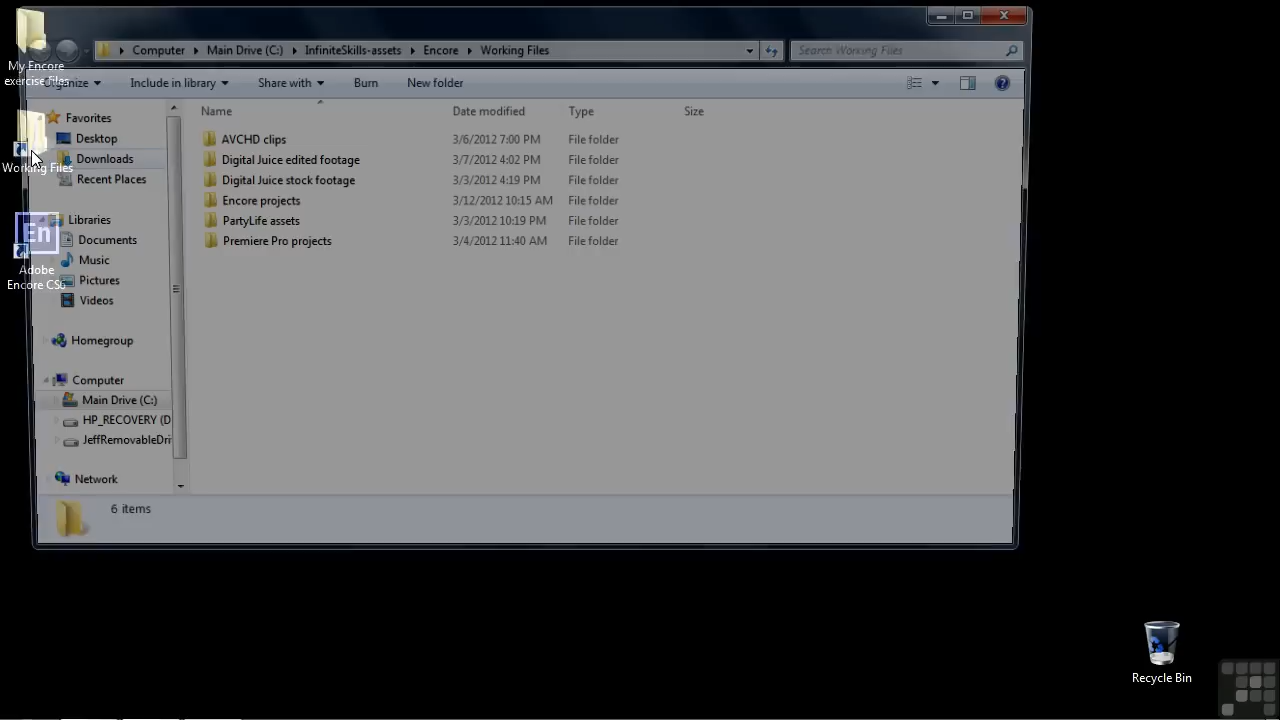 My Encore
exercise files
Working Files
En
Adobe
Encore CS6
Computer Main Drive (C:) InfiniteSkills-assets Encore Working Files
Search Working Files
Organize Include in library Share with Burn New folder
Favorites
Desktop
Downloads
Recent Places
Libraries
Documents
Music
Pictures
Videos
Homegroup
Computer
Main Drive (C:)
HP_RECOVERY (D
JeffRemovableDri
Network
Name Date modified Type Size
AVCHD clips 3/6/2012 7:00 PM File folder
Digital Juice edited footage 3/7/2012 4:02 PM File folder
Digital Juice stock footage 3/3/2012 4:19 PM File folder
Encore projects 3/12/2012 10:15 AM File folder
PartyLife assets 3/3/2012 10:19 PM File folder
Premiere Pro projects 3/4/2012 11:40 AM File folder
6 items
Recycle Bin